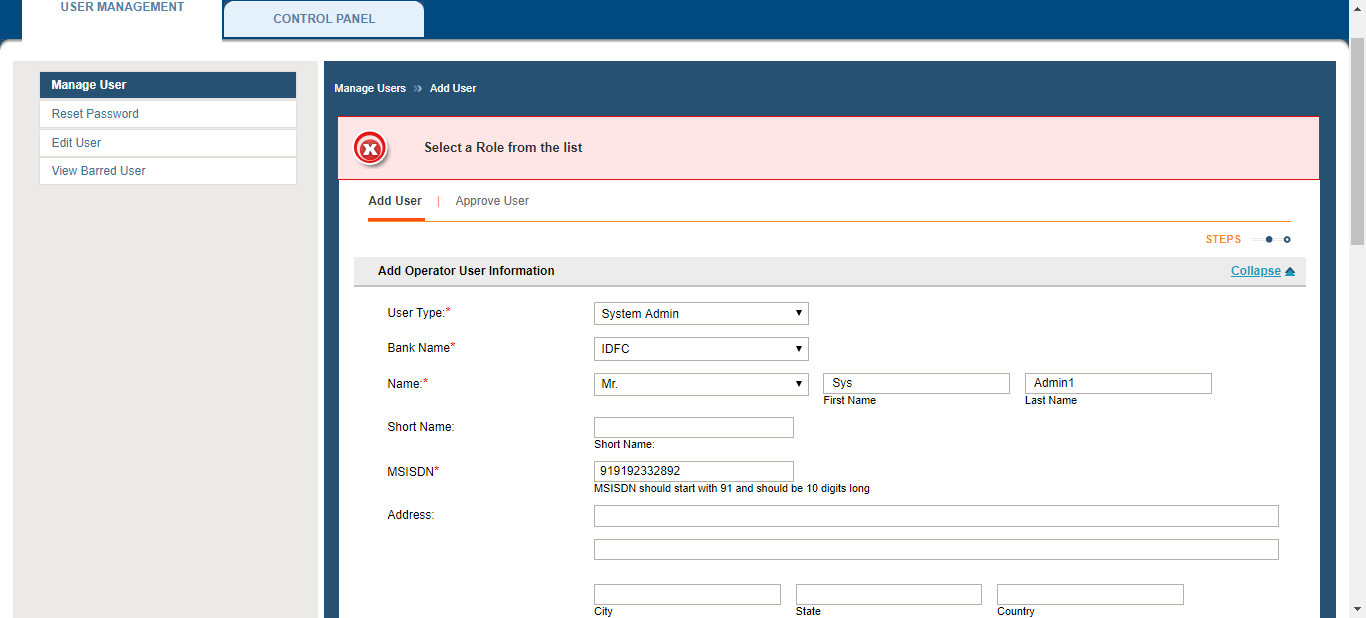 USER MANAGEMENT
CONTROL PANEL
Manage User
Reset Password
Edit User
View Barred User
Manage Users » Add User
Select a Role from the list
Add User | Approve User
STEPS
Add Operator User Information Collapse
User Type:* System Admin
Bank Name* IDFC
Name:* Mr. Sys Admin1
First Name Last Name
Short Name:
Short Name:
MSISDN* 919192332892
MSISDN should start with 91 and should be 10 digits long
Address:
City State Country